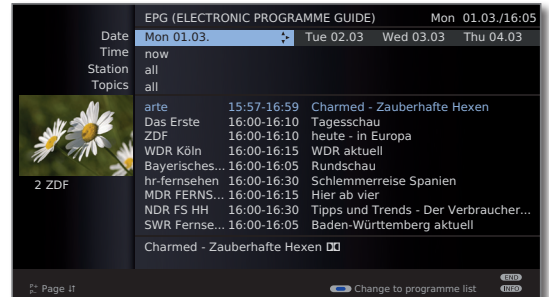 EPG (ELECTRONIC PROGRAMME GUIDE) Mon 01.03./16:05
Date Mon 01.03. Tue 02.03 Wed 03.03 Thu 04.03
Time now
Station all
Topics all
arte 15:57-16:59 Charmed - Zauberhafte Hexen
Das Erste 16:00-16:10 Tagesschau
ZDF 16:00-16:10 heute - in Europa
WDR Köln 16:00-16:15 WDR aktuell
Bayerisches... 16:00-16:05 Rundschau
hr-fernsehen 16:00-16:30 Schlemmerreise Spanien
MDR FERNS... 16:00-16:15 Hier ab vier
NDR FS HH 16:00-16:30 Tipps und Trends - Der Verbraucher...
SWR Fernse... 16:00-16:05 Baden-Württemberg aktuell
2 ZDF
Charmed - Zauberhafte Hexen
END
P+ P- Page Change to programme list INFO